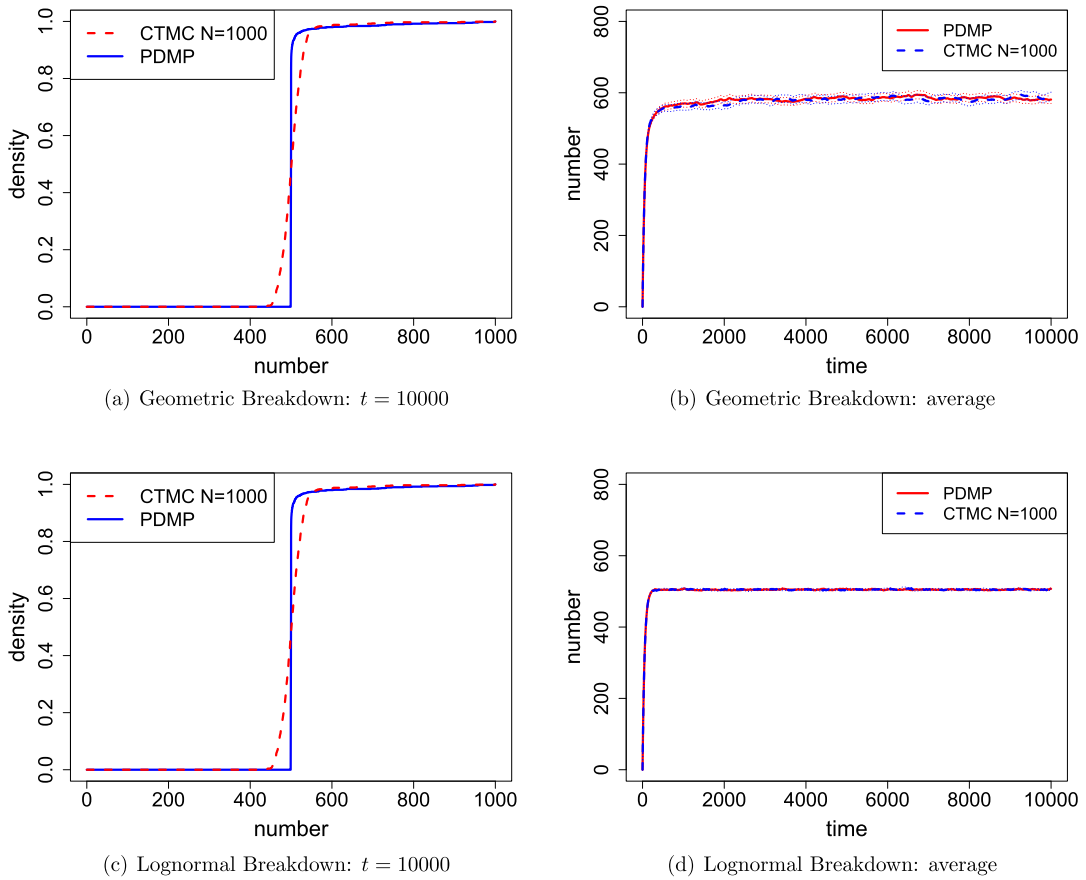 CTMC N=1000
PDMP
density
0.0 0.2 0.4 0.6 0.8 1.0
0 200 400 600 800 1000
number
(a) Geometric Breakdown: t = 10000
PDMP
CTMC N=1000
number
0 200 400 600 800
0 2000 4000 6000 8000 10000
time
(b) Geometric Breakdown: average
CTMC N=1000
PDMP
density
0.0 0.2 0.4 0.6 0.8 1.0
0 200 400 600 800 1000
number
(c) Lognormal Breakdown: t = 10000
PDMP
CTMC N=1000
number
0 200 400 600 800
0 2000 4000 6000 8000 10000
time
(d) Lognormal Breakdown: average